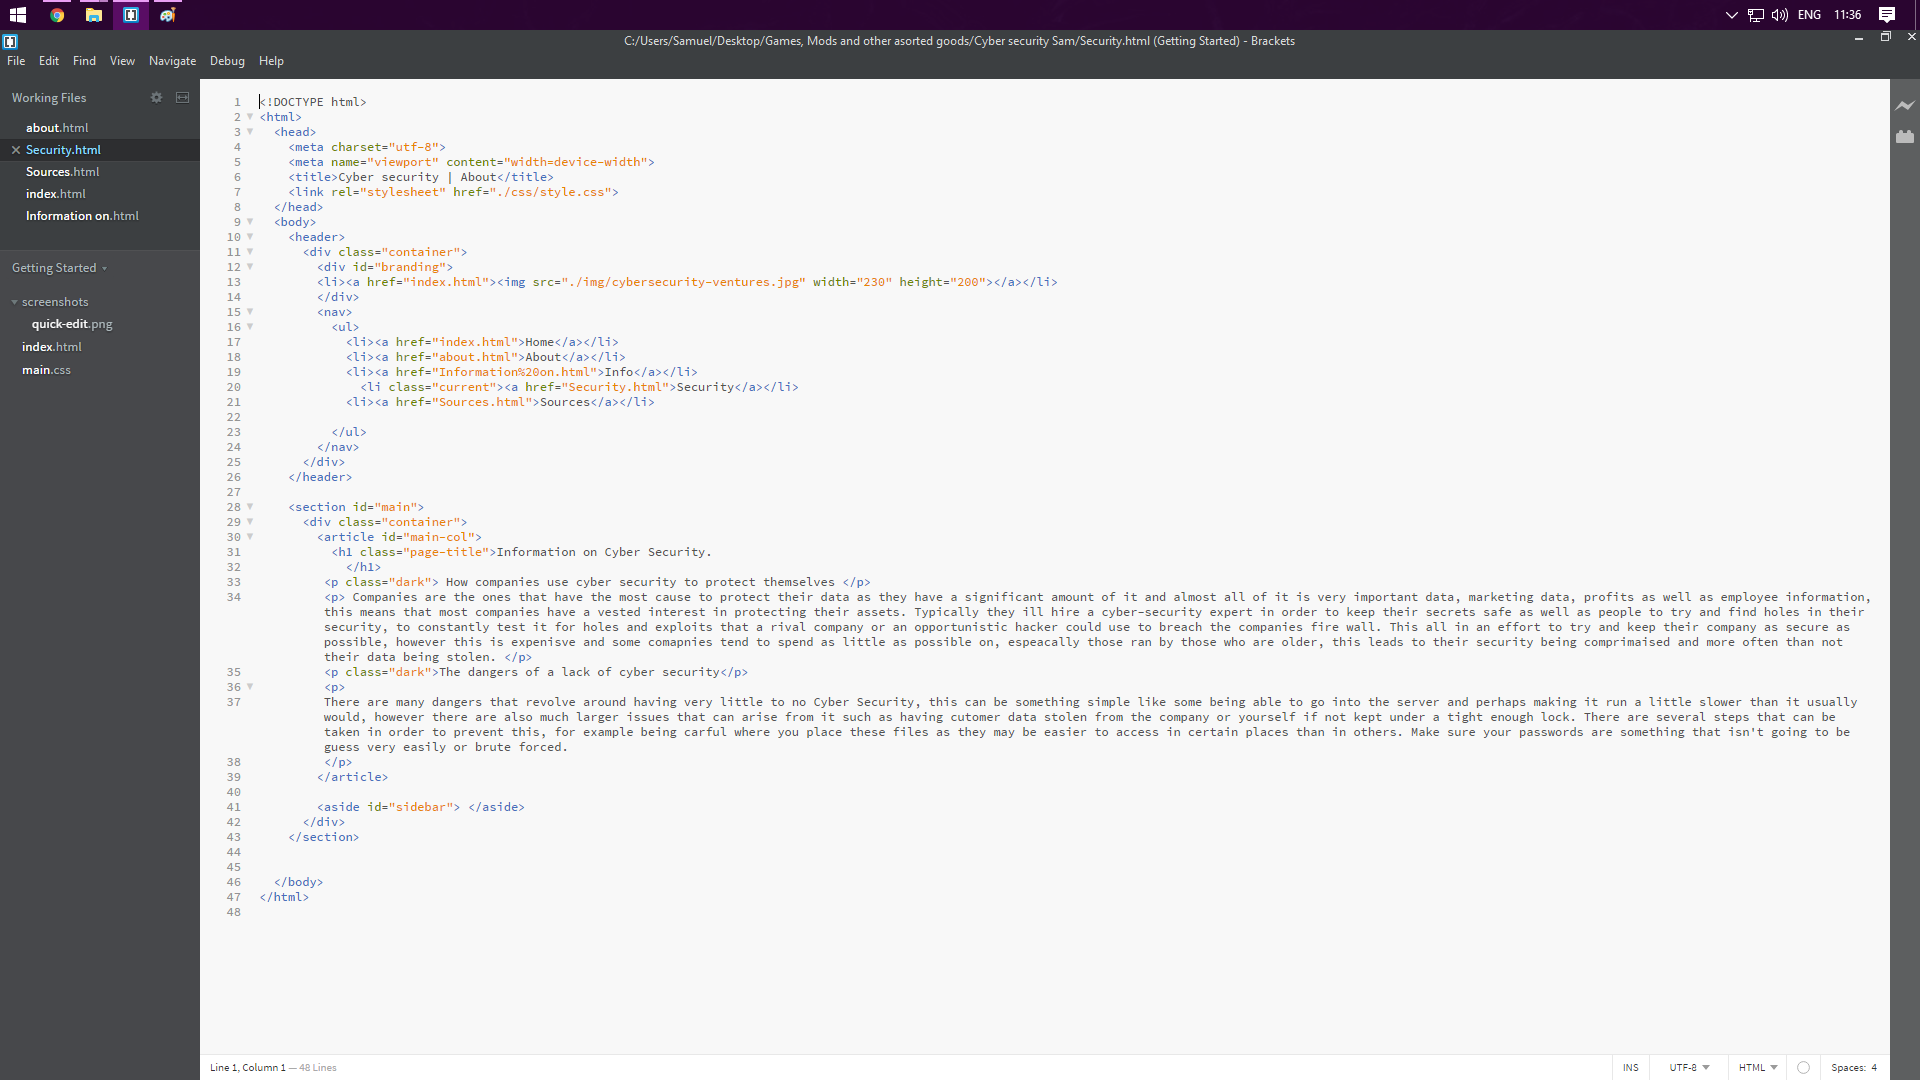 ENG 11:36
C:/Users/Samuel/Desktop/Games, Mods and other asorted goods/Cyber security Sam/Security.html (Getting Started) - Brackets
File Edit Find View Navigate Debug Help
Working Files
about.html
Security.html
Sources.html
index.html
Information on.html
Getting Started
screenshots
quick-edit.png
index.html
main.css
1 <!DOCTYPE html>
2 <html>
3 <head>
4 <meta charset="utf-8">
5 <meta name="viewport" content="width=device-width">
6 <title>Cyber security | About</title>
7 <link rel="stylesheet" href="./css/style.css">
8 </head>
9 <body>
10 <header>
11 <div class="container">
12 <div id="branding">
13 <li><a href="index.html"><img src="./img/cybersecurity-ventures.jpg" width="230" height="200"></a></li>
14 </div>
15 <nav>
16 <ul>
17 <li><a href="index.html">Home</a></li>
18 <li><a href="about.html">About</a></li>
19 <li><a href="Information%20on.html">Info</a></li>
20 <li class="current"><a href="Security.html">Security</a></li>
21 <li><a href="Sources.html">Sources</a></li>
22
23 </ul>
24 </nav>
25 </div>
26 </header>
27
28 <section id="main">
29 <div class="container">
30 <article id="main-col">
31 <h1 class="page-title">Information on Cyber Security.
32 </h1>
33 <p class="dark"> How companies use cyber security to protect themselves </p>
34 <p> Companies are the ones that have the most cause to protect their data as they have a significant amount of it and almost all of it is very important data, marketing data, profits as well as employee information,
this means that most companies have a vested interest in protecting their assets. Typically they ill hire a cyber-security expert in order to keep their secrets safe as well as people to try and find holes in their
security, to constantly test it for holes and exploits that a rival company or an opportunistic hacker could use to breach the companies fire wall. This all in an effort to try and keep their company as secure as
possible, however this is expenisve and some comapnies tend to spend as little as possible on, espeacally those ran by those who are older, this leads to their security being comprimaised and more often than not
their data being stolen. </p>
35 <p class="dark">The dangers of a lack of cyber security</p>
36 <p>
37 There are many dangers that revolve around having very little to no Cyber Security, this can be something simple like some being able to go into the server and perhaps making it run a little slower than it usually
would, however there are also much larger issues that can arise from it such as having cutomer data stolen from the company or yourself if not kept under a tight enough lock. There are several steps that can be
taken in order to prevent this, for example being carful where you place these files as they may be easier to access in certain places than in others. Make sure your passwords are something that isn't going to be
guess very easily or brute forced.
38 </p>
39 </article>
40
41 <aside id="sidebar"> </aside>
42 </div>
43 </section>
44
45
46 </body>
47 </html>
48
Line 1, Column 1 — 48 Lines
INS UTF-8 HTML Spaces: 4